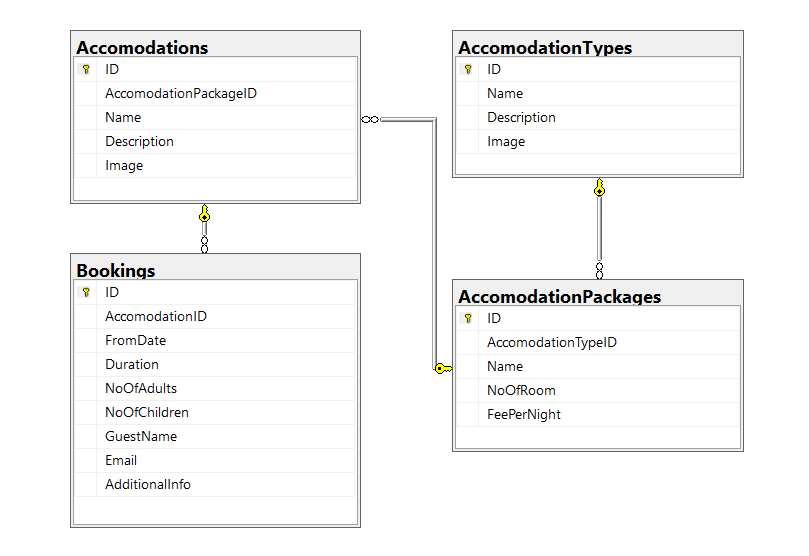 Accomodations
ID
AccomodationPackageID
Name
Description
Image
AccomodationTypes
ID
Name
Description
Image
Bookings
ID
AccomodationID
FromDate
Duration
NoOfAdults
NoOfChildren
GuestName
Email
AdditionalInfo
AccomodationPackages
ID
AccomodationTypeID
Name
NoOfRoom
FeePerNight